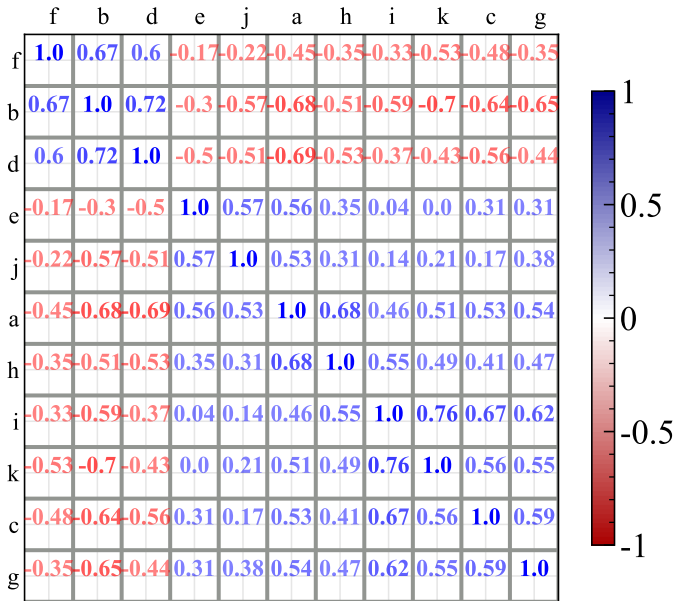 f b d e j a h i k c g
f 1.0 0.67 0.6 -0.17 -0.22 -0.45 -0.35 -0.33 -0.53 -0.48 -0.35
b 0.67 1.0 0.72 -0.3 -0.57 -0.68 -0.51 -0.59 -0.7 -0.64 -0.65
d 0.6 0.72 1.0 -0.5 -0.51 -0.69 -0.53 -0.37 -0.43 -0.56 -0.44
e -0.17 -0.3 -0.5 1.0 0.57 0.56 0.35 0.04 0.0 0.31 0.31
j -0.22 -0.57 -0.51 0.57 1.0 0.53 0.31 0.14 0.21 0.17 0.38
a -0.45 -0.68 -0.69 0.56 0.53 1.0 0.68 0.46 0.51 0.53 0.54
h -0.35 -0.51 -0.53 0.35 0.31 0.68 1.0 0.55 0.49 0.41 0.47
i -0.33 -0.59 -0.37 0.04 0.14 0.46 0.55 1.0 0.76 0.67 0.62
k -0.53 -0.7 -0.43 0.0 0.21 0.51 0.49 0.76 1.0 0.56 0.55
c -0.48 -0.64 -0.56 0.31 0.17 0.53 0.41 0.67 0.56 1.0 0.59
g -0.35 -0.65 -0.44 0.31 0.38 0.54 0.47 0.62 0.55 0.59 1.0
1
0.5
0
-0.5
-1